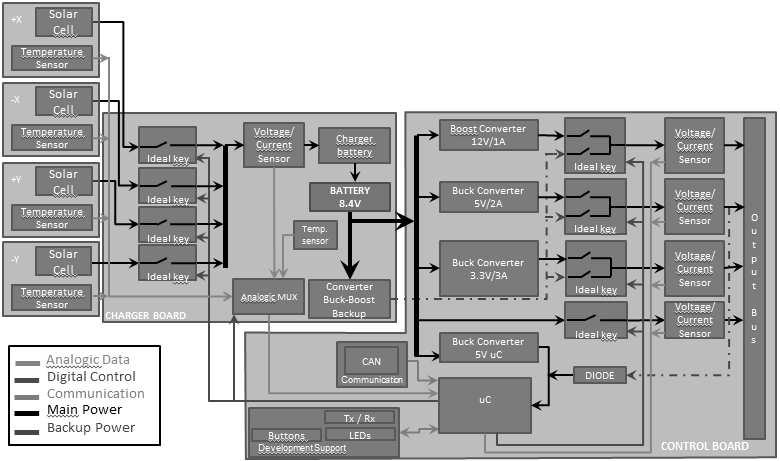 +X
Solar
Cell
Temperature
Sensor
-X
Solar
Cell
Temperature
Sensor
+Y
Solar
Cell
Temperature
Sensor
-Y
Solar
Cell
Temperature
Sensor
Ideal key
Ideal key
Ideal key
Ideal key
Voltage/
Current
Sensor
Charger
battery
BATTERY
8.4V
Temp.
sensor
Analogic MUX
Converter
Buck-Boost
Backup
CHARGER BOARD
Boost Converter
12V/1A
Buck Converter
5V/2A
Buck Converter
3.3V/3A
Buck Converter
5V uC
Ideal key
Ideal key
Ideal key
Ideal key
Voltage/
Current
Sensor
Voltage/
Current
Sensor
Voltage/
Current
Sensor
Voltage/
Current
Sensor
Output Bus
DIODE
CAN
Communication
uC
Tx / Rx
Buttons
LEDs
Development Support
CONTROL BOARD
Analogic Data
Digital Control
Communication
Main Power
Backup Power